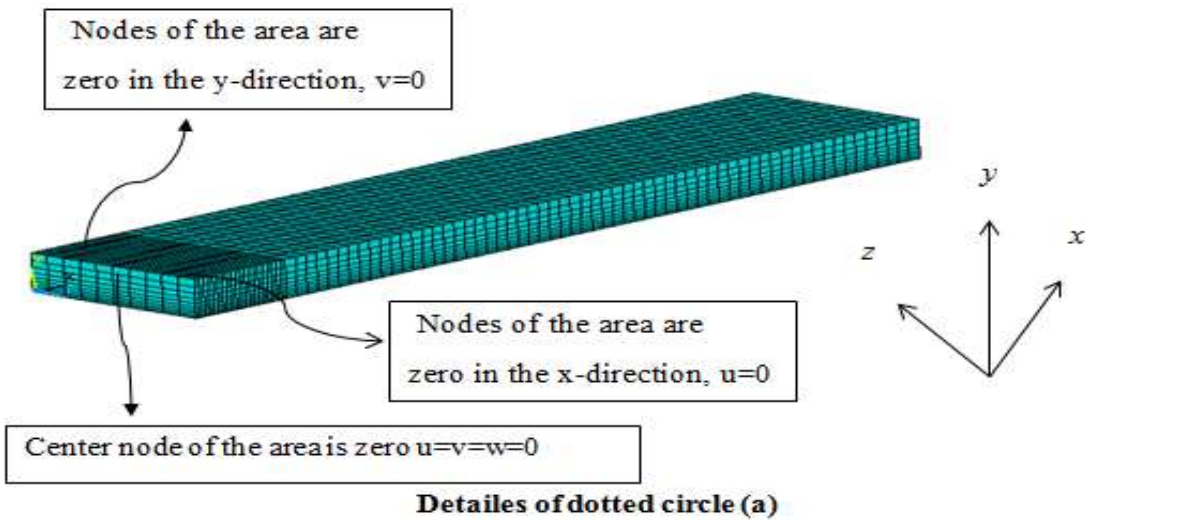 Nodes of the area are
zero in the y-direction, v=0
y
x
z
Nodes of the area are
zero in the x-direction, u=0
Center node of the area is zero u=v=w=0
Detailes of dotted circle (a)